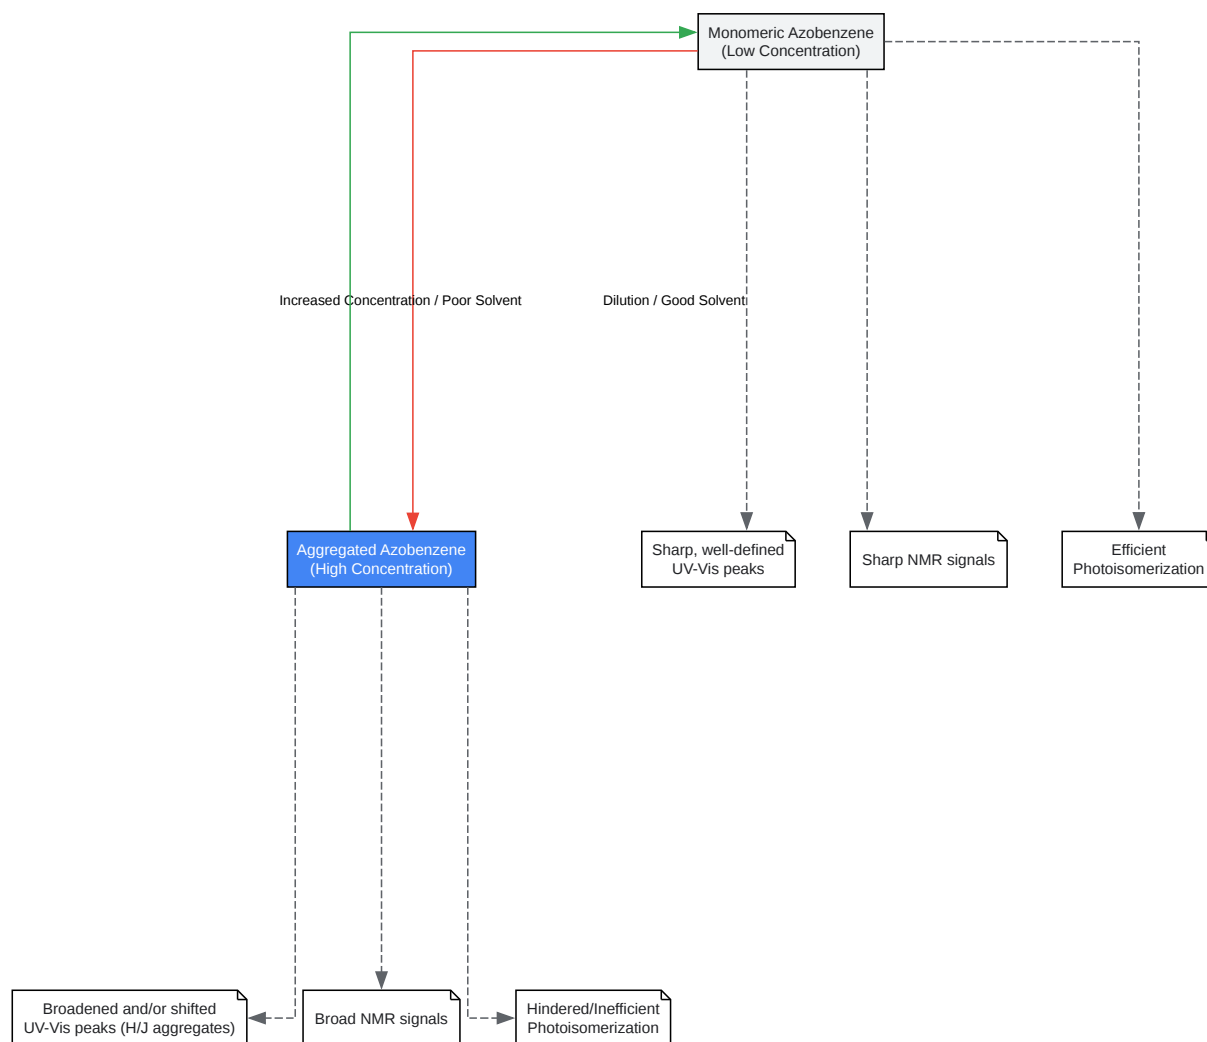 Monomeric Azobenzene
(Low Concentration)
Increased Concentration / Poor Solvent
Dilution / Good Solvent
Aggregated Azobenzene
(High Concentration)
Sharp, well-defined
UV-Vis peaks
Sharp NMR signals
Efficient
Photoisomerization
Broadened and/or shifted
UV-Vis peaks (H/J aggregates)
Broad NMR signals
Hindered/Inefficient
Photoisomerization